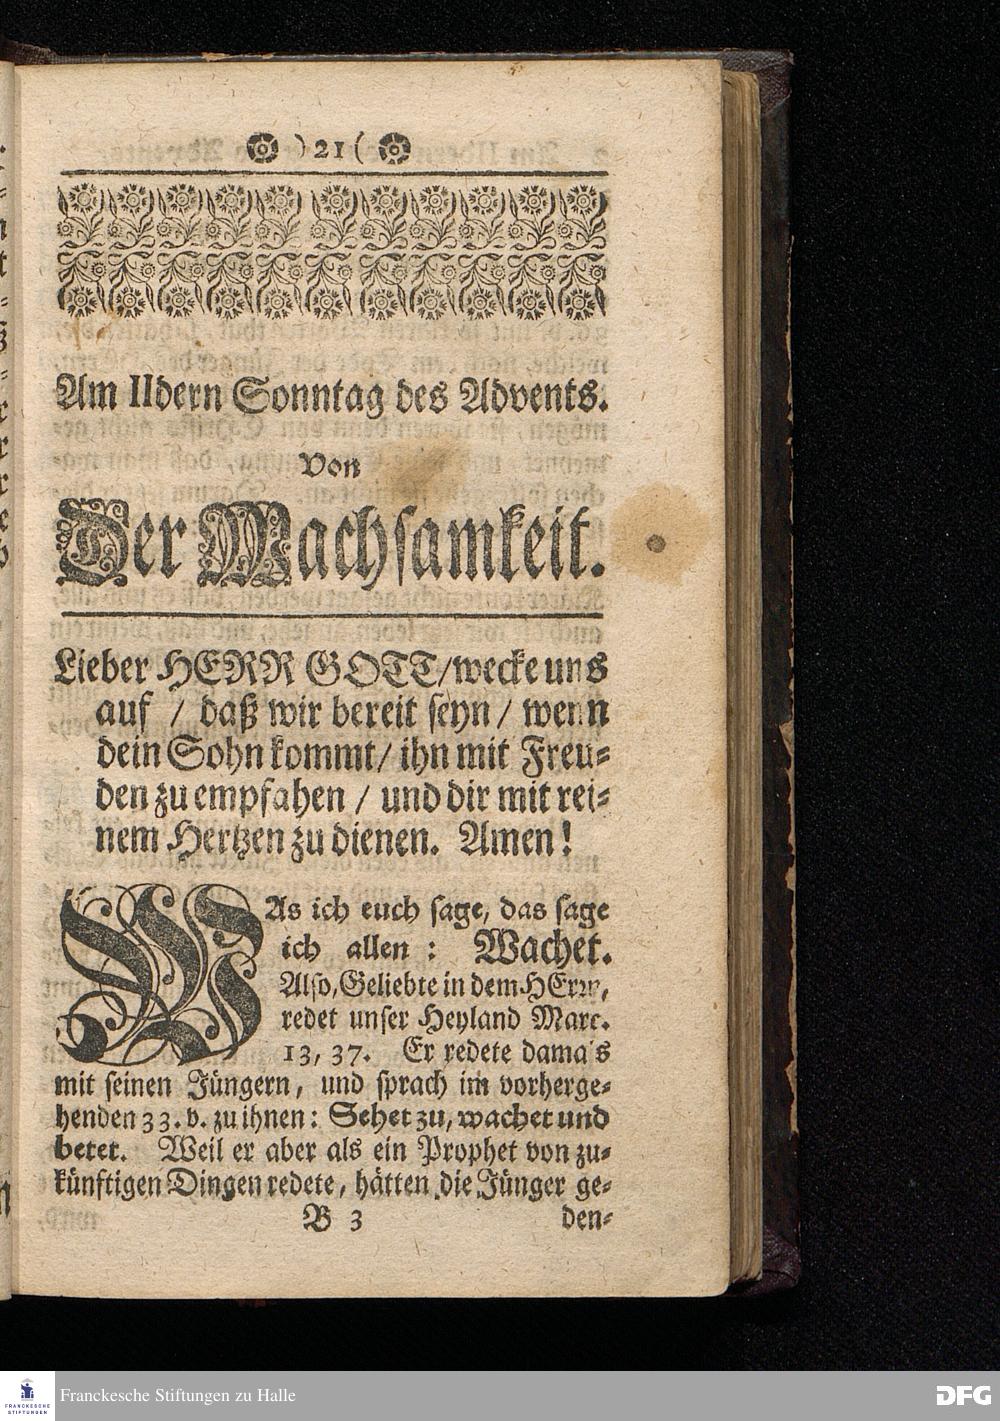 ) 21 (
Am IIdern Sonntag des Advents.
Von
Der Wachsamkeit.
Lieber HERR GOTT/wecke uns
auf / daß wir bereit seyn / wenn
dein Sohn kommt/ ihn mit Freu-
den zu empfahen / und dir mit rei-
nem Hertzen zu dienen. Amen!
WAs ich euch sage, das sage
ich allen : Wachet.
Also, Geliebte in dem HErrn,
redet unser Heyland Marc.
13, 37. Er redete damals
mit seinen Jüngern, und sprach im vorherge-
henden 33. v. zu ihnen: Sehet zu, wachet und
betet. Weil er aber als ein Prophet von zu-
künftigen Dingen redete, hätten die Jünger ge-
B 3 den-
FRANCKESCHE STIFTUNGEN
Franckesche Stiftungen zu Halle
DFG